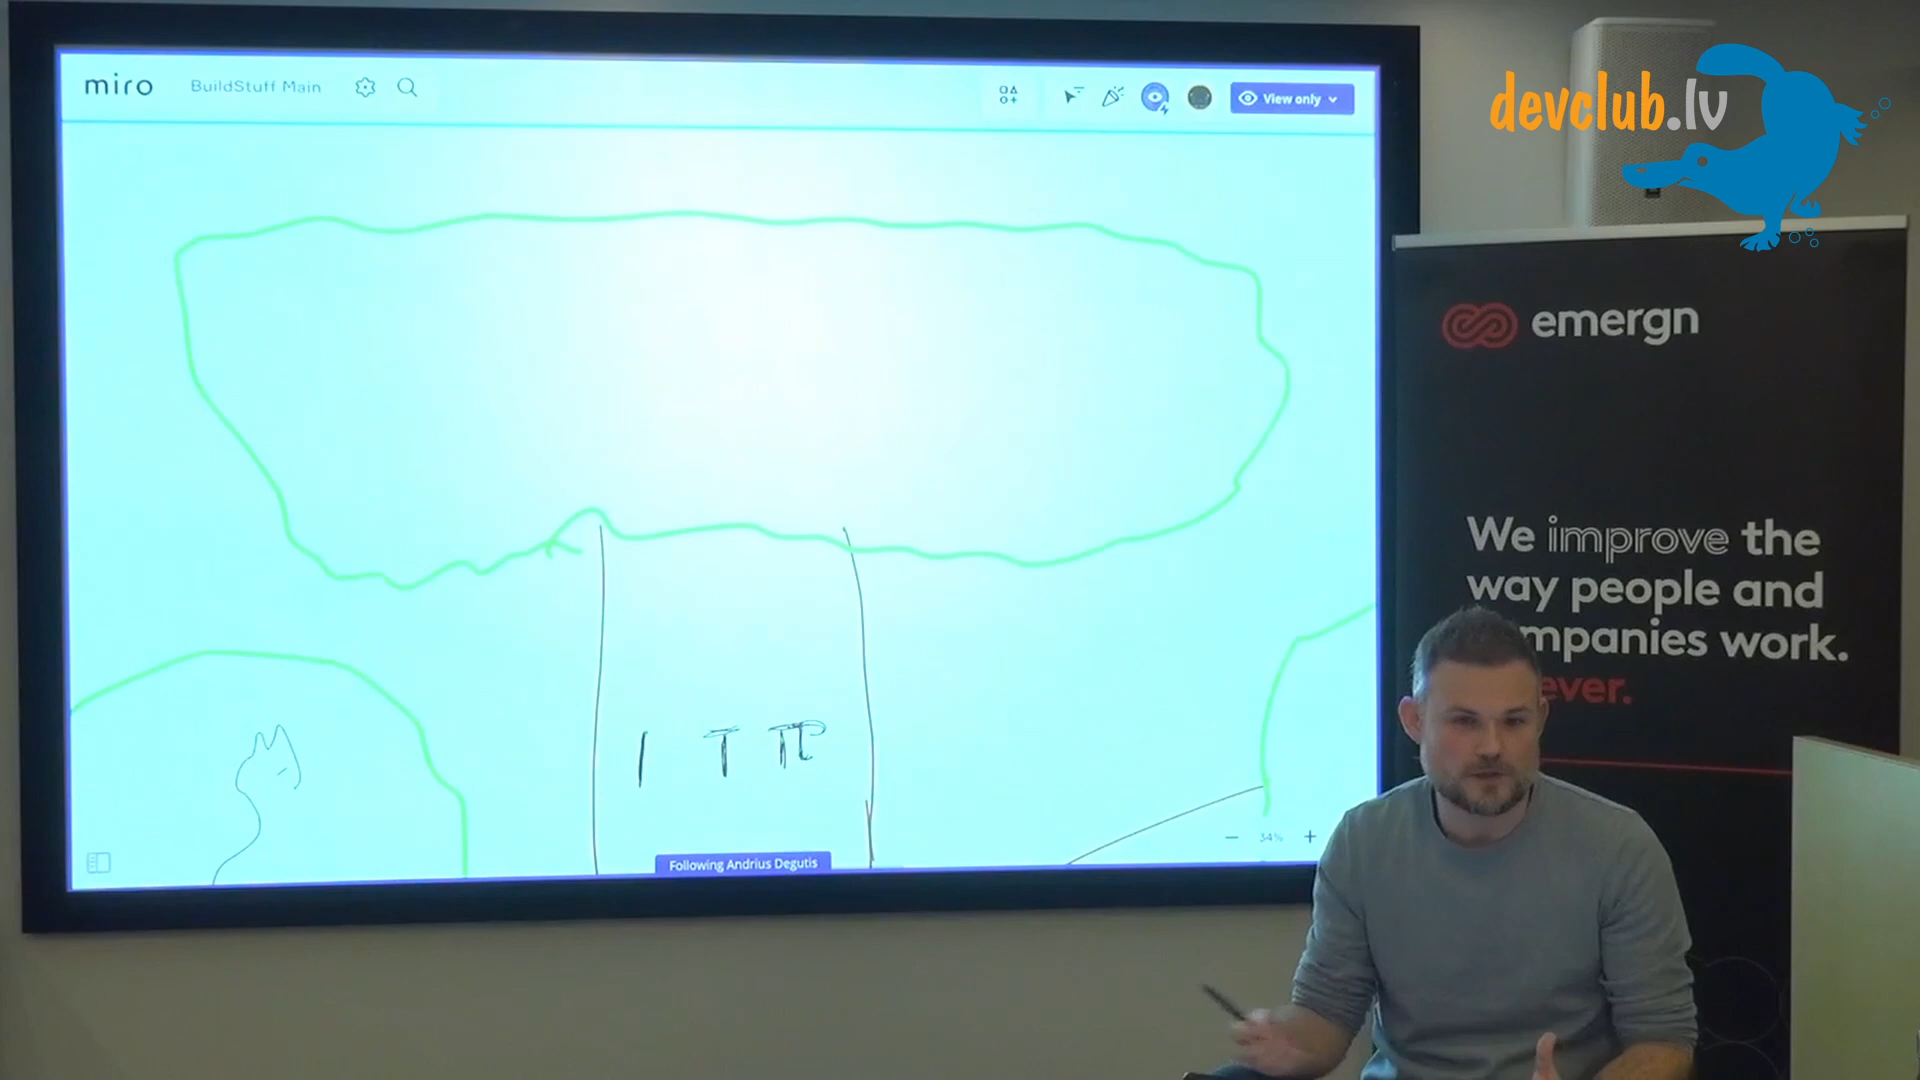 miro
BuildStuff Main
View only
I T π
34%
Following Andrius Degutis
devclub.lv
emergn
We improve the
way people and
mpanies work.
ever.